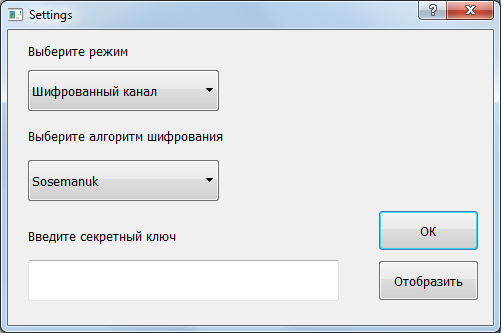 Settings
?
Выберите режим
Шифрованный канал
Выберите алгоритм шифрования
Sosemanuk
Введите секретный ключ
OK
Отобразить